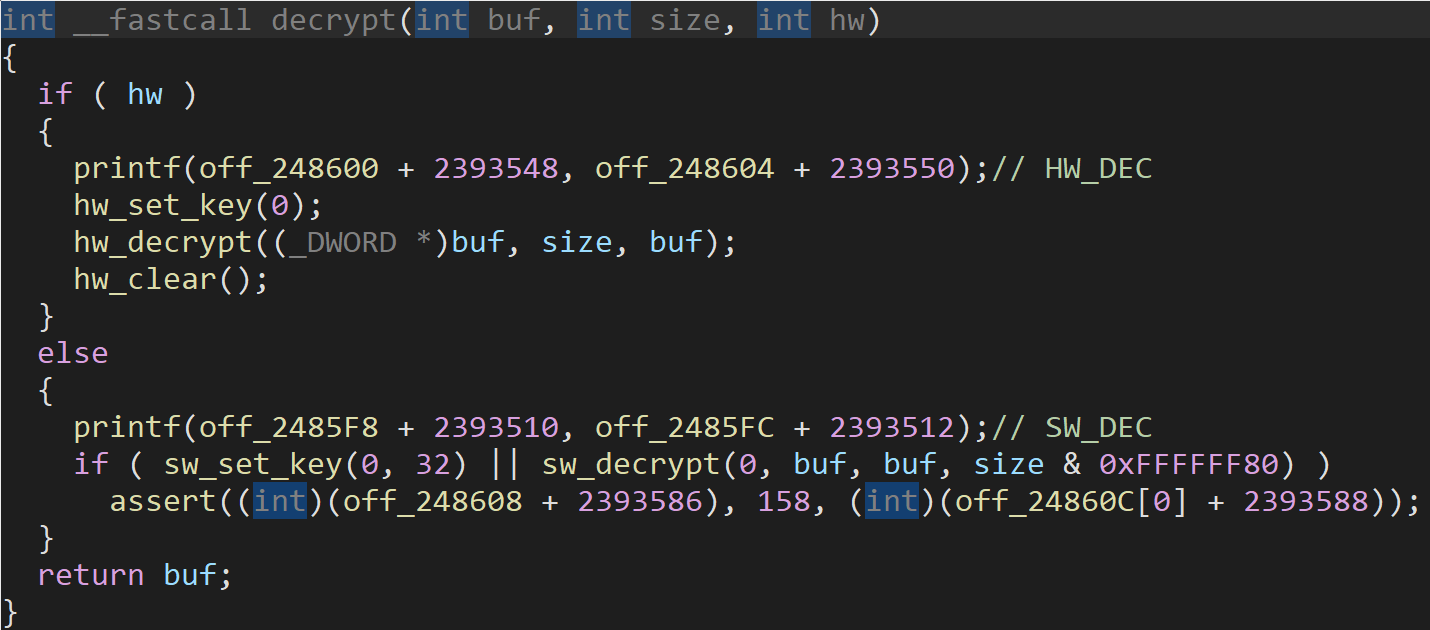 int __fastcall decrypt(int buf, int size, int hw)
{
  if ( hw )
  {
    printf(off_248600 + 2393548, off_248604 + 2393550);// HW_DEC
    hw_set_key(0);
    hw_decrypt((_DWORD *)buf, size, buf);
    hw_clear();
  }
  else
  {
    printf(off_2485F8 + 2393510, off_2485FC + 2393512);// SW_DEC
    if ( sw_set_key(0, 32) || sw_decrypt(0, buf, buf, size & 0xFFFFFF80) )
      assert((int)(off_248608 + 2393586), 158, (int)(off_24860C[0] + 2393588));
  }
  return buf;
}